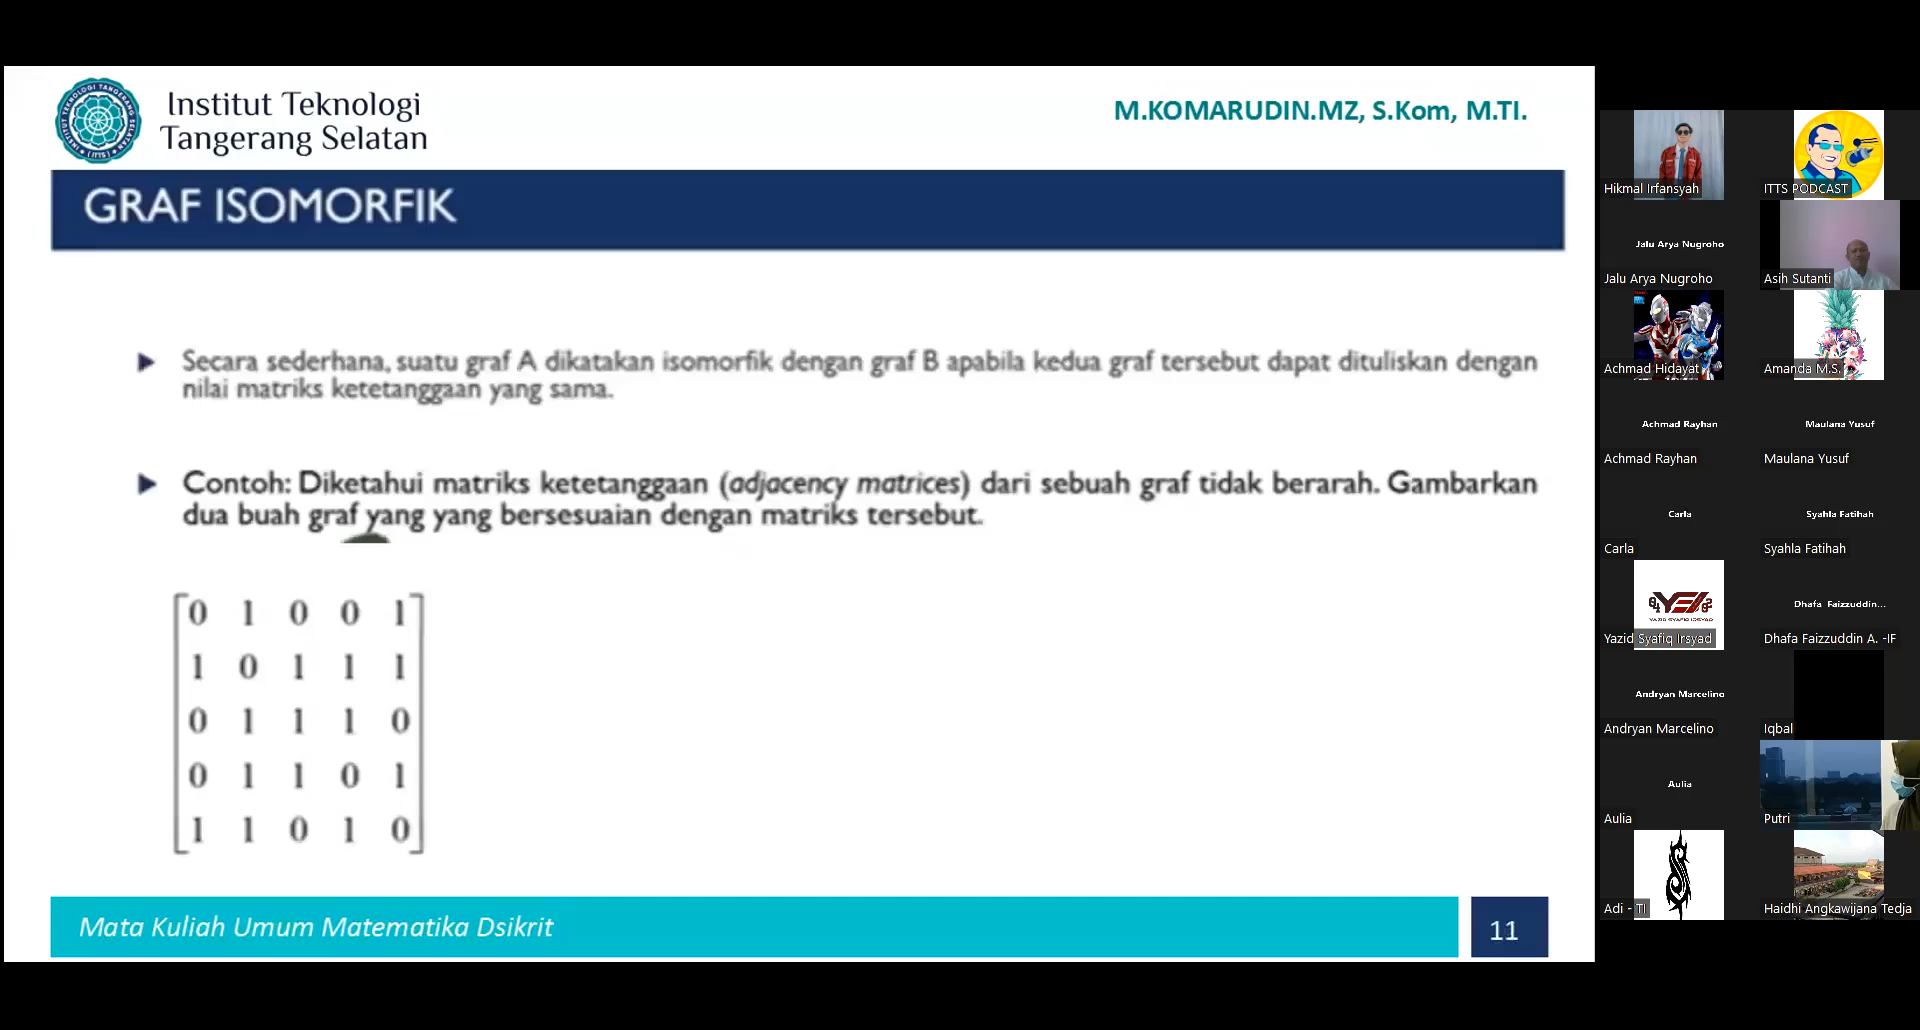 Institut Teknologi
Tangerang Selatan
M.KOMARUDIN.MZ, S.Kom, M.TI.
GRAF ISOMORFIK
Secara sederhana, suatu graf A dikatakan isomorfik dengan graf B apabila kedua graf tersebut dapat dituliskan dengan
nilai matriks ketetanggaan yang sama.
Contoh: Diketahui matriks ketetanggaan (adjacency matrices) dari sebuah graf tidak berarah. Gambarkan
dua buah graf yang yang bersesuaian dengan matriks tersebut.
0 1 0 0 1
1 0 1 1 1
0 1 1 1 0
0 1 1 0 1
1 1 0 1 0
Mata Kuliah Umum Matematika Dsikrit
11
Hikmal Irfansyah
ITTS PODCAST
Jalu Arya Nugroho
Jalu Arya Nugroho
Asih Sutanti
Achmad Hidayat
Amanda M.S.
Achmad Rayhan
Maulana Yusuf
Achmad Rayhan
Maulana Yusuf
Carla
Syahla Fatihah
Carla
Syahla Fatihah
Dhafa Faizzuddin...
Yazid Syafiq Irsyad
Dhafa Faizzuddin A. -IF
Andryan Marcelino
Andryan Marcelino
Iqbal
Aulia
Aulia
Putri
Adi - TI
Haidhi Angkawijana Tedja